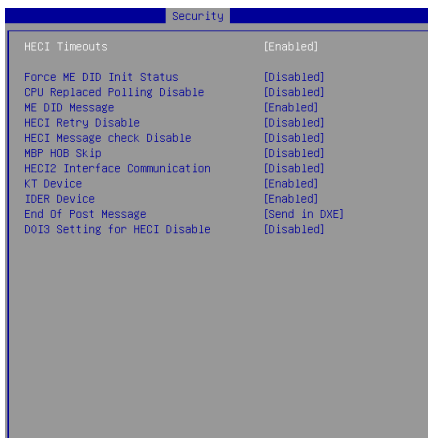 Security
HECI Timeouts [Enabled]
Force ME DID Init Status [Disabled]
CPU Replaced Polling Disable [Disabled]
ME DID Message [Enabled]
HECI Retry Disable [Disabled]
HECI Message check Disable [Disabled]
MBP HOB Skip [Disabled]
HECI2 Interface Communication [Disabled]
KT Device [Enabled]
IDER Device [Enabled]
End Of Post Message [Send in DXE]
D0I3 Setting for HECI Disable [Disabled]